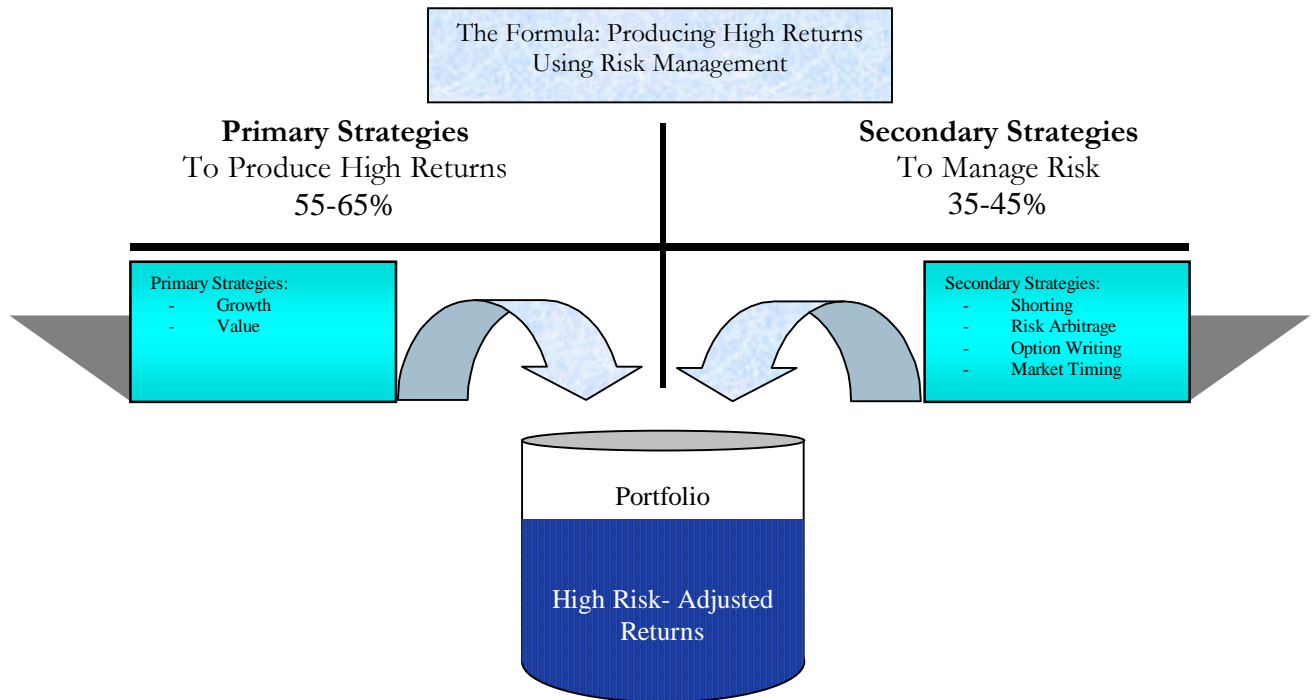 The Formula: Producing High Returns
Using Risk Management
Primary Strategies
To Produce High Returns
55-65%
Secondary Strategies
To Manage Risk
35-45%
Primary Strategies:
- Growth
- Value
Secondary Strategies:
- Shorting
- Risk Arbitrage
- Option Writing
- Market Timing
Portfolio
High Risk- Adjusted
Returns